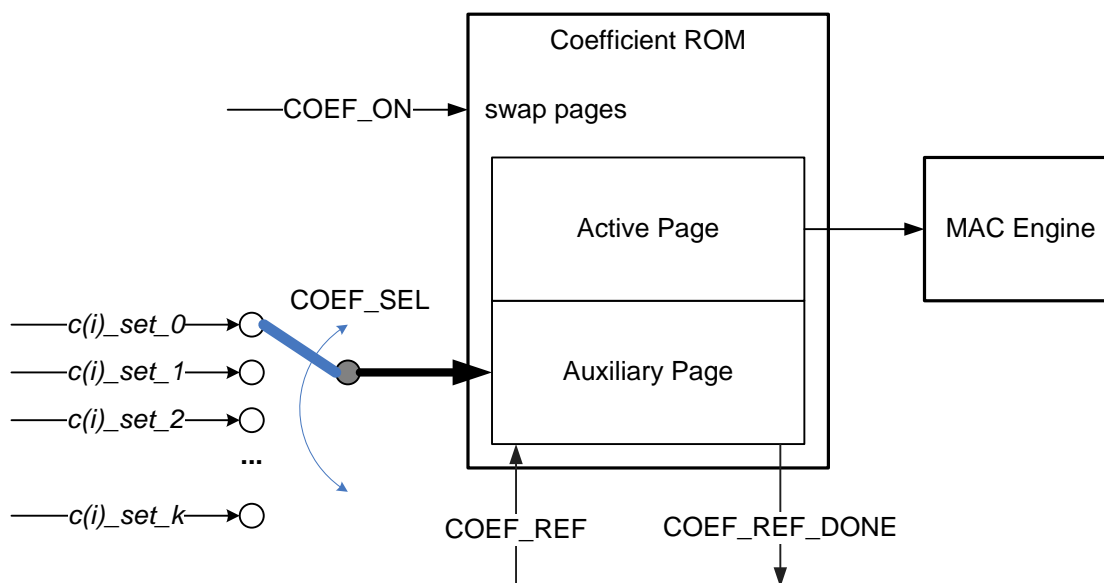 Coefficient ROM
COEF_ON
swap pages
Active Page
MAC Engine
COEF_SEL
c(i)_set_0
c(i)_set_1
Auxiliary Page
c(i)_set_2
...
c(i)_set_k
COEF_REF
COEF_REF_DONE